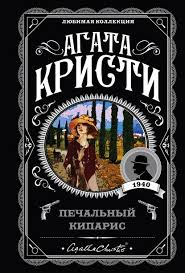 ЛЮБИМАЯ КОЛЛЕКЦИЯ
АГАТА
КРИСТИ
1940
ПЕЧАЛЬНЫЙ
КИПАРИС
Agatha Christie